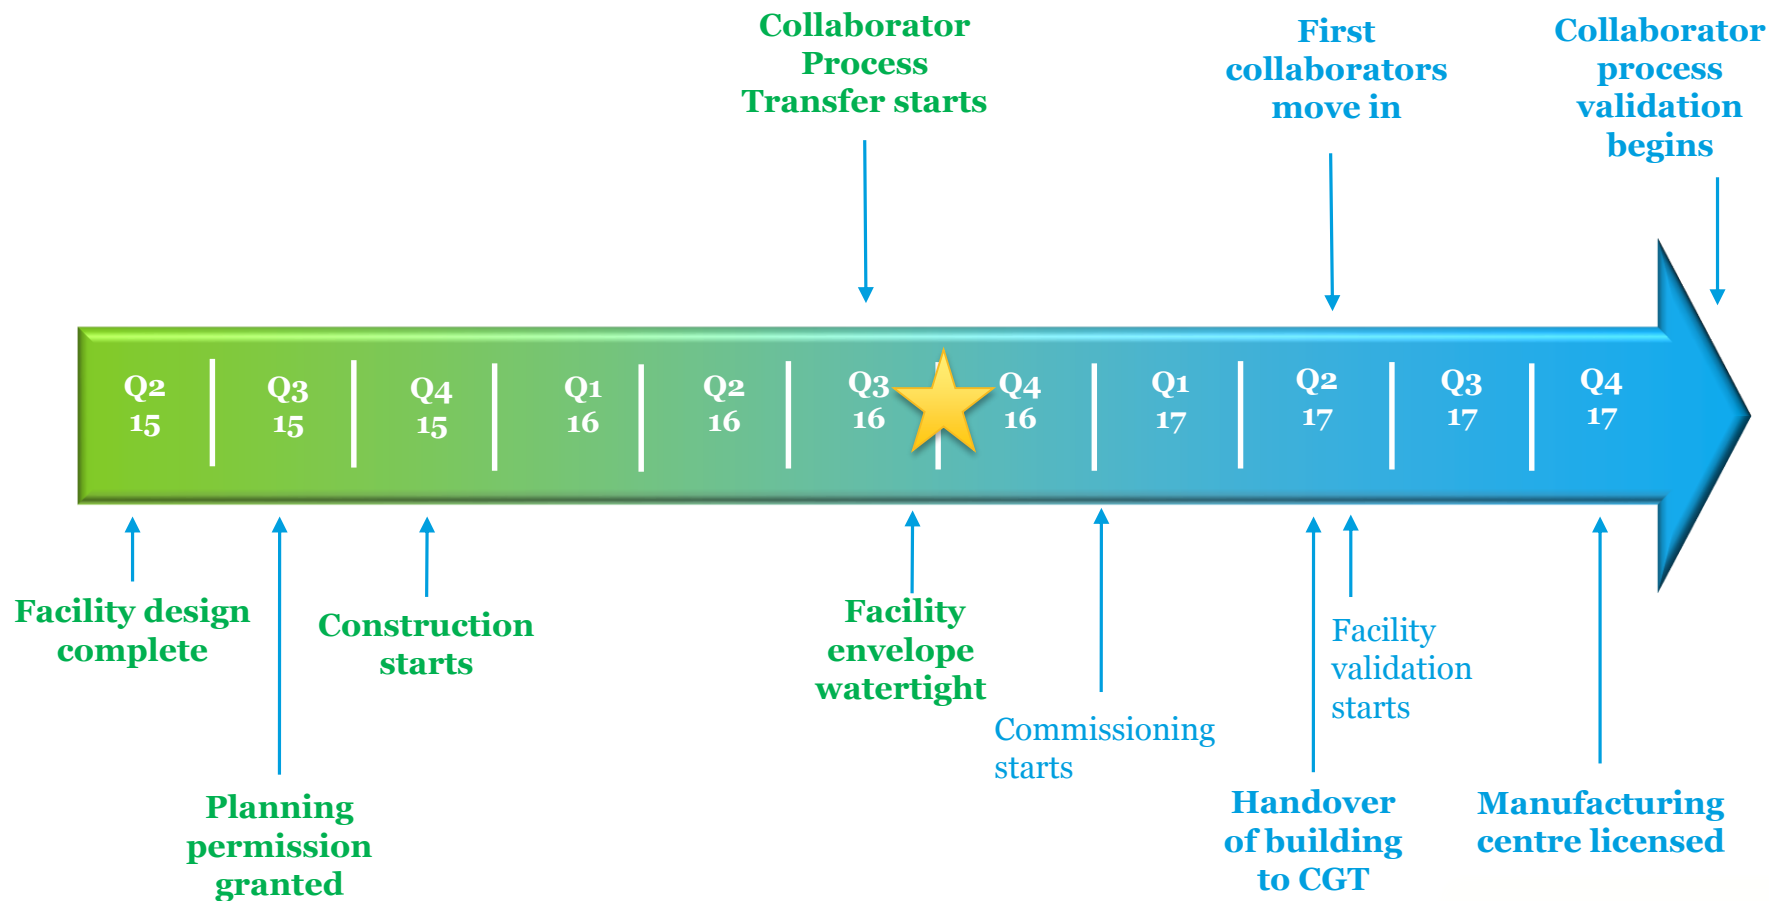 Collaborator
Process
Transfer starts
First
collaborators
move in
Collaborator
process
validation
begins
Q2
15
Q3
15
Q4
15
Q1
16
Q2
16
Q3
16
Q4
16
Q1
17
Q2
17
Q3
17
Q4
17
Facility design
complete
Planning
permission
granted
Construction
starts
Facility
envelope
watertight
Commissioning
starts
Handover
of building
to CGT
Facility
validation
starts
Manufacturing
centre licensed